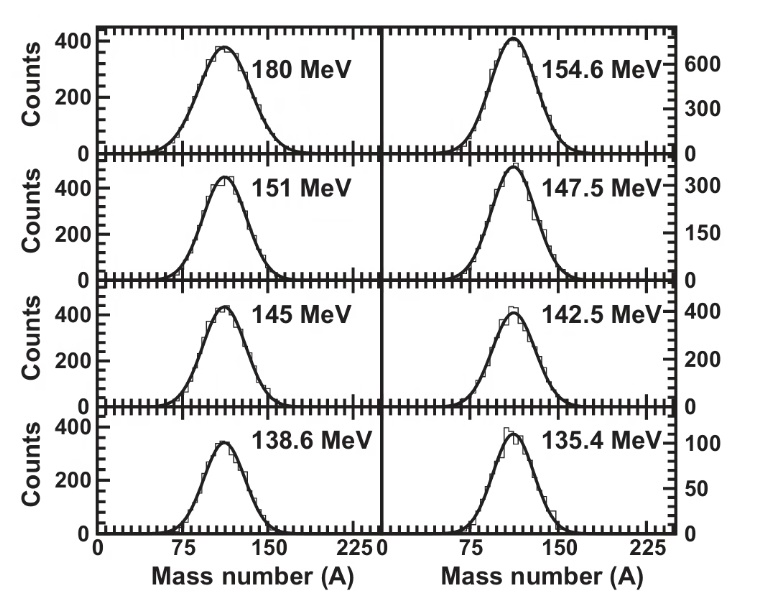 400
200
0
Counts
180 MeV
154.6 MeV
600
300
0
400
200
0
Counts
151 MeV
147.5 MeV
300
150
0
400
200
0
Counts
145 MeV
142.5 MeV
400
200
0
400
200
0
Counts
138.6 MeV
135.4 MeV
100
50
0
0 75 150 225 0 75 150 225
Mass number (A) Mass number (A)